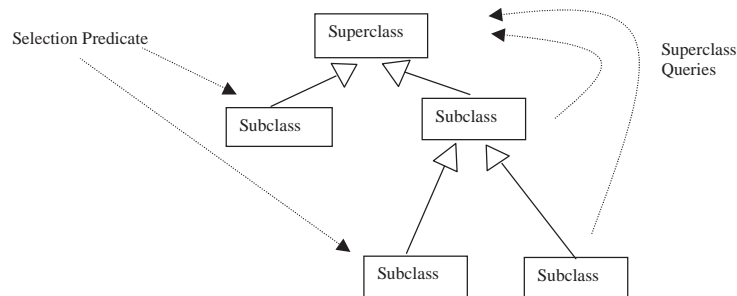 Superclass
Selection Predicate
Superclass
Queries
Subclass
Subclass
Subclass
Subclass